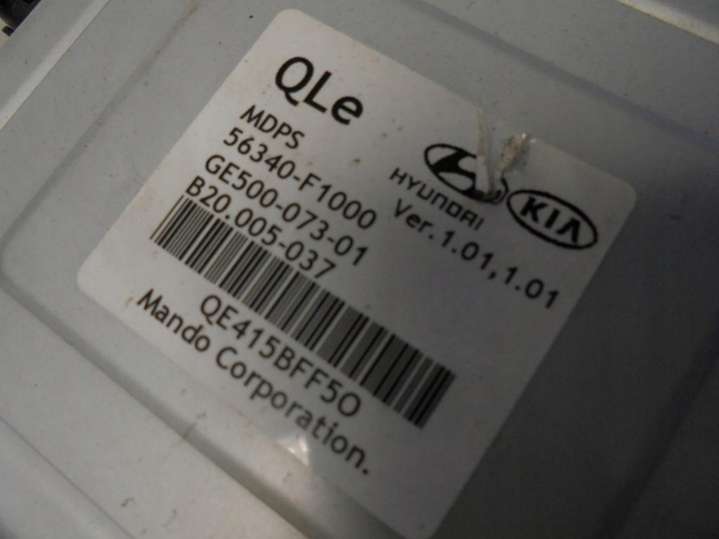 QLe
MDPS
56340-F1000
GE500-073-01
B20.005-037
HYUNDAI
KIA
Ver.1.01,1.01
QE415BFF5O
Mando Corporation.